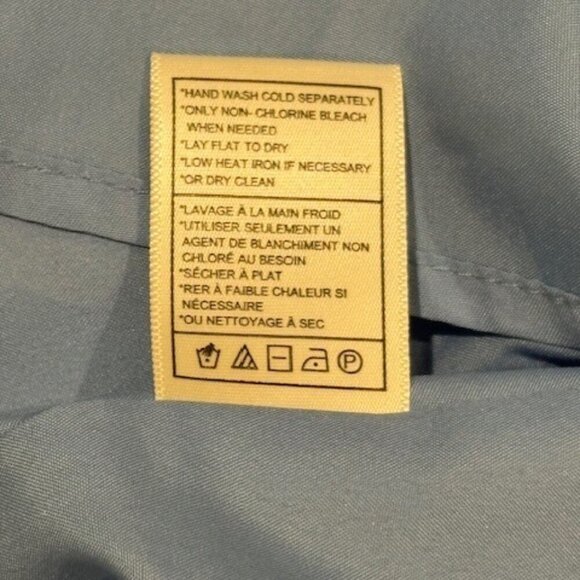 *HAND WASH COLD SEPARATELY
*ONLY NON- CHLORINE BLEACH
WHEN NEEDED
*LAY FLAT TO DRY
*LOW HEAT IRON IF NECESSARY
*OR DRY CLEAN
*LAVAGE À LA MAIN FROID
*UTILISER SEULEMENT UN
AGENT DE BLANCHIMENT NON
CHLORÉ AU BESOIN
*SÉCHER À PLAT
*RER À FAIBLE CHALEUR SI
NÉCESSAIRE
*OU NETTOYAGE À SEC
P